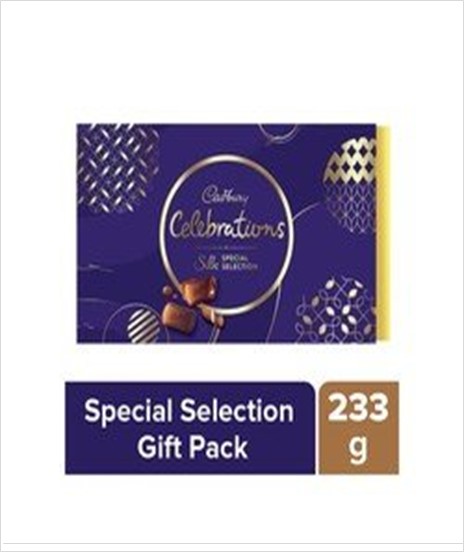 Cadbury
Celebrations
Silk SPECIAL
SELECTION
Special Selection
Gift Pack
233
g